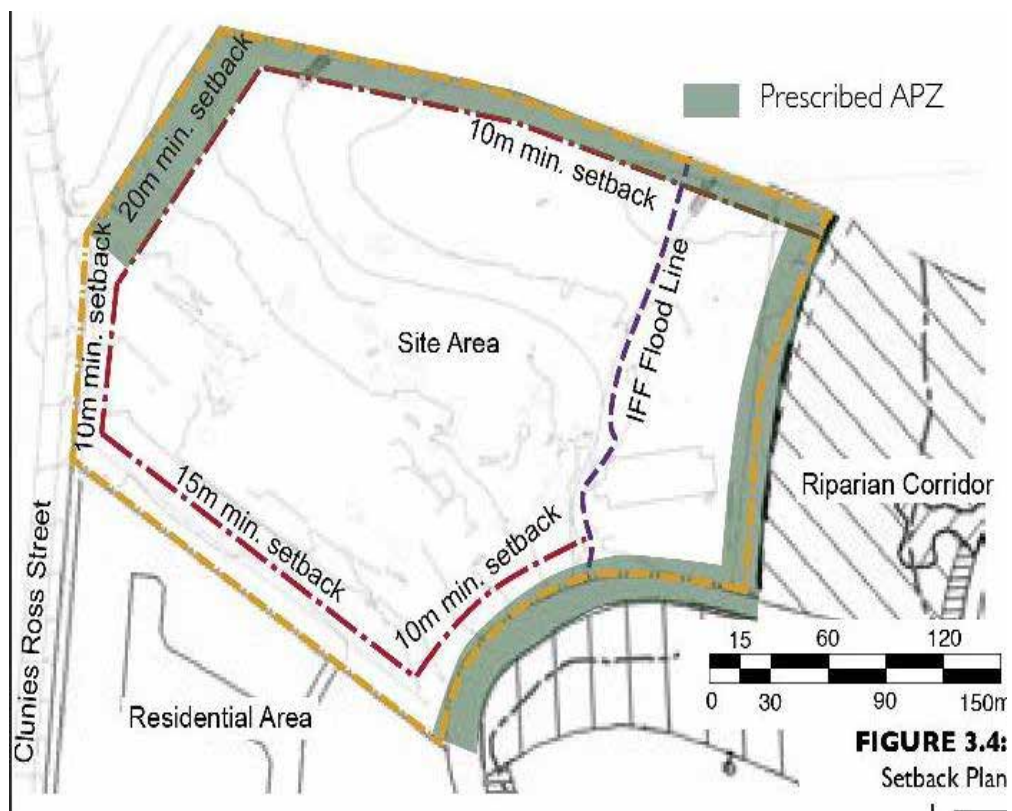 Prescribed APZ
20m min. setback
10m min. setback
10m min. setback
IFF Flood Line
Site Area
15m min. setback
10m min. setback
Riparian Corridor
Clunies Ross Street
Residential Area
15 60 120
0 30 90 150m
FIGURE 3.4:
Setback Plan